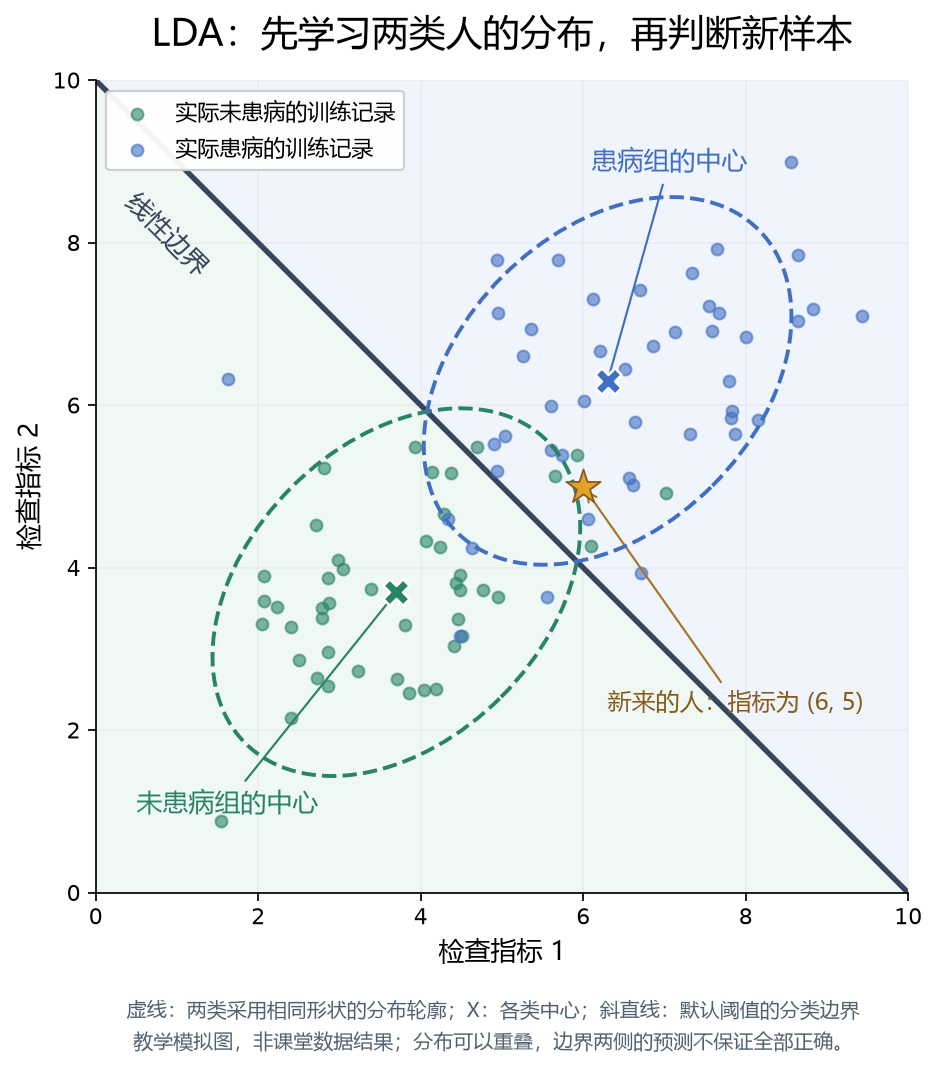 LDA：先学习两类人的分布，再判断新样本
10
8
6
4
2
0
检查指标 2
实际未患病的训练记录
实际患病的训练记录
线性边界
患病组的中心
新来的人：指标为 (6, 5)
未患病组的中心
0 2 4 6 8 10
检查指标 1
虚线：两类采用相同形状的分布轮廓；X：各类中心；斜直线：默认阈值的分类边界
教学模拟图，非课堂数据结果；分布可以重叠，边界两侧的预测不保证全部正确。